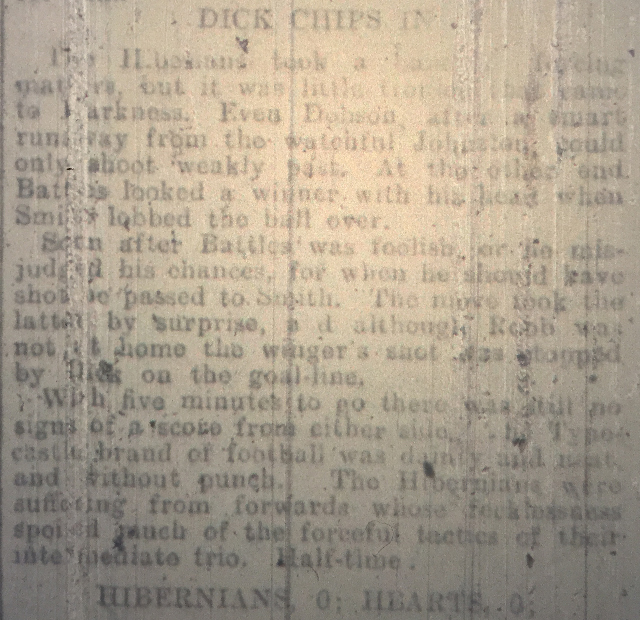 DICK CHIPS IN.
The Hibenians took a hand forcing
matters, but it was little that came
to Harkness. Even Dobson after a smart
runaway from the watchful Johnston, could
only shoot weakly past. At the other end
Battles looked a winner with his head when
Smith lobbed the ball over.
Soon after Battles was foolish, or he mis-
judged his chances, for when he should have
shot he passed to Smith. The move took the
latter by surprise, and although Robb was
not at home the winger's shot was stopped
by Dick on the goal-line.
With five minutes to go there was still no
signs of a score from either side. The Tyne-
castle brand of football was dainty and neat,
and without punch. The Hibernians were
suffering from forwards whose fecklessness
spoiled much of the forceful tactics of their
intermediate trio. Half-time.
HIBERNIANS, 0; HEARTS, 0.